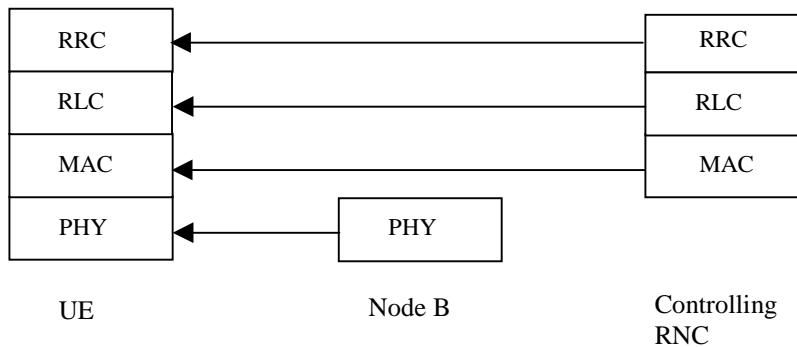 RRC
RRC
RLC
RLC
MAC
MAC
PHY
PHY
UE
Node B
Controlling
RNC